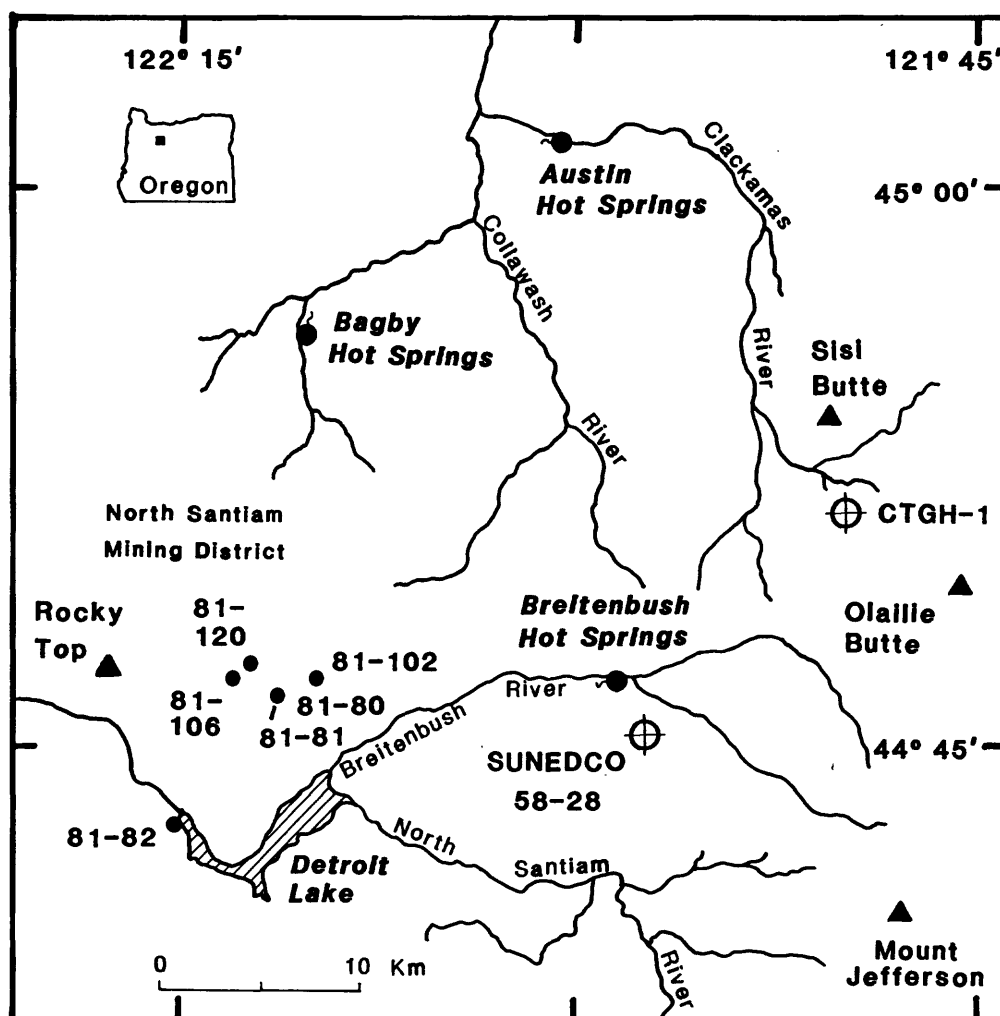 122° 15'
121° 45'
Oregon
Austin
Hot Springs
Clackamas
River
45° 00'
Collawash
River
Bagby
Hot Springs
Sisi
Butte
CTGH-1
North Santiam
Mining District
Rocky
Top
81-
120
81-102
81-
106
81-80
81-81
Breitenbush
Hot Springs
Olallie
Butte
Breitenbush
River
SUNEDCO
58-28
44° 45'
81-82
Detroit
Lake
North
Santiam
River
Mount
Jefferson
0
10
Km